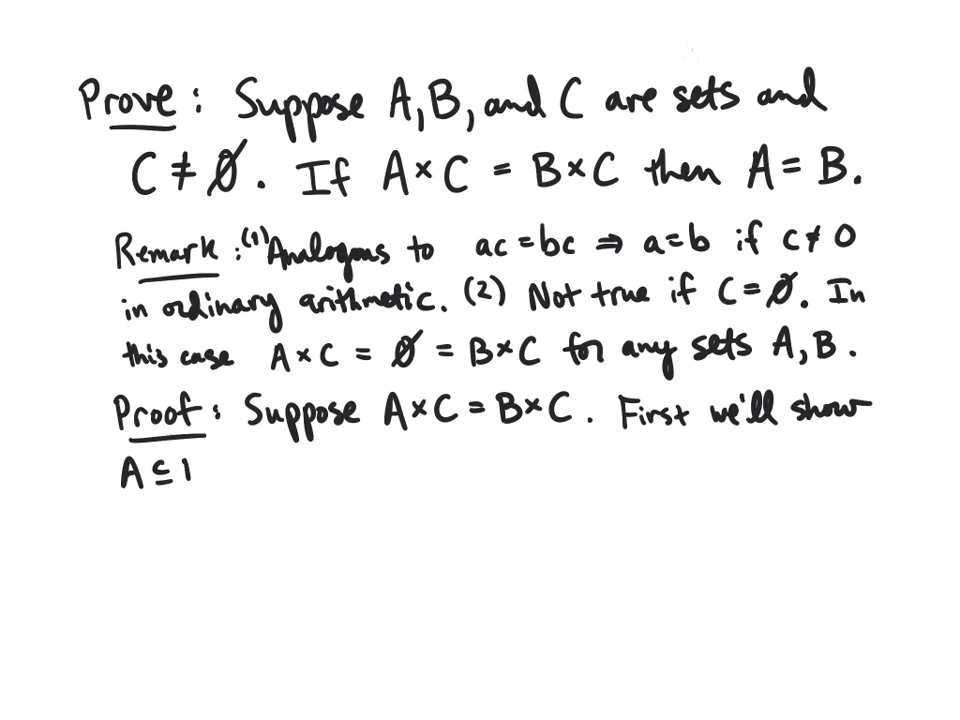 Prove: Suppose A, B, and C are sets and
C ≠ ∅. If A × C = B × C then A = B.
Remark: (1) Analogous to ac = bc ⇒ a = b if c ≠ 0
in ordinary arithmetic. (2) Not true if C = ∅. In
this case A × C = ∅ = B × C for any sets A, B.
Proof: Suppose A × C = B × C. First we'll show
A ⊆ 1